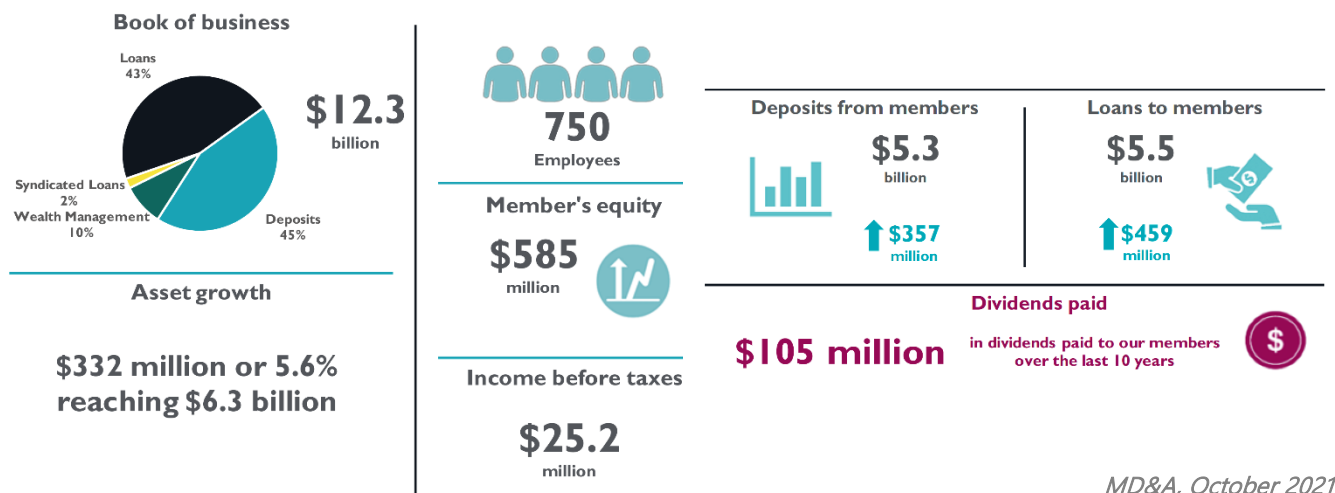 Book of business
Loans
43%
$12.3
billion
Syndicated Loans
2%
Wealth Management
10%
Deposits
45%
Asset growth
$332 million or 5.6%
reaching $6.3 billion
750
Employees
Member's equity
$585
million
Income before taxes
$25.2
million
Deposits from members
$5.3
billion
$357
million
Loans to members
$5.5
billion
$
$459
million
Dividends paid
$105 million
in dividends paid to our members
over the last 10 years
$
MD&A, October 2021